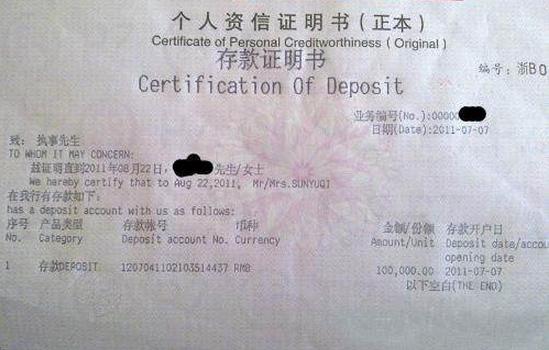 个人资信证明书(正本)
Certificate of Personal Creditworthiness (Original)
存款证明书
编号: 浙B0
Certification Of Deposit
业务编号(No.):00000
日期(Date):2011-07-07
致: 执事先生
TO WHOM IT MAY CONCERN:
兹证明直到2011年08月22日, 先生/女士
We hereby certify that to Aug 22,2011, Mr/Mrs.SUNYUQI
在我行有存款如下:
has a deposit account with us as follows:
序号 产品类型 存款帐号 币种 金额/份额 存款开户日
No. Category Deposit account No. Currency Amount/Unit Deposit date/accou
opening date
1 存款DEPOSIT 1207041102103514437 RMB 100,000.00 2011-07-07
以下空白(THE END)